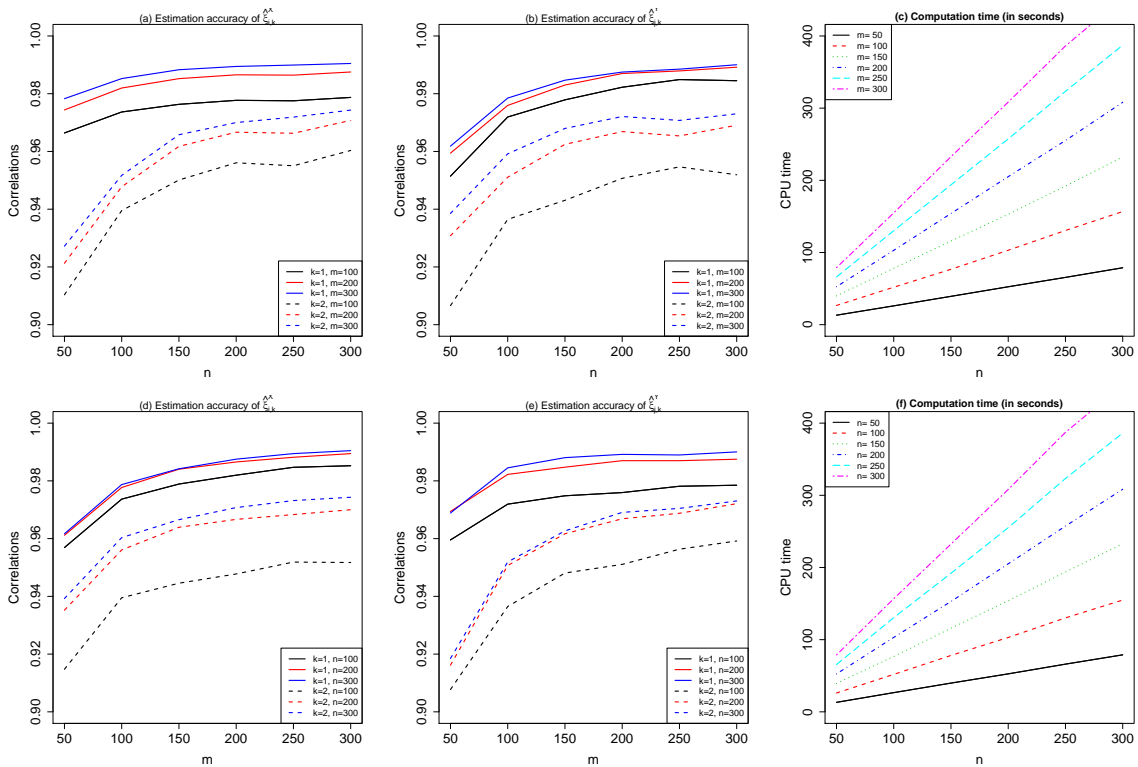 (a) Estimation accuracy of ξ̂ˣᵢ,ₖ
1.00
0.98
0.96
0.94
0.92
0.90
Correlations
k=1, m=100
k=1, m=200
k=1, m=300
k=2, m=100
k=2, m=200
k=2, m=300
50 100 150 200 250 300
n
(b) Estimation accuracy of
1.00
0.98
0.96
0.94
0.92
0.90
Correlations
k=1, m=100
k=1, m=200
k=1, m=300
k=2, m=100
k=2, m=200
k=2, m=300
50 100 150 200 250 300
n
(c) Computation time (in seconds)
m= 50
m= 100
m= 150
m= 200
m= 250
m= 300
400
300
200
100
0
CPU time
50 100 150 200 250 300
n
(d) Estimation accuracy of
1.00
0.98
0.96
0.94
0.92
0.90
Correlations
k=1, n=100
k=1, n=200
k=1, n=300
k=2, n=100
k=2, n=200
k=2, n=300
50 100 150 200 250 300
m
(e) Estimation accuracy of
1.00
0.98
0.96
0.94
0.92
0.90
Correlations
k=1, n=100
k=1, n=200
k=1, n=300
k=2, n=100
k=2, n=200
k=2, n=300
50 100 150 200 250 300
m
(f) Computation time (in seconds)
n= 50
n= 100
n= 150
n= 200
n= 250
n= 300
400
300
200
100
0
CPU time
50 100 150 200 250 300
n